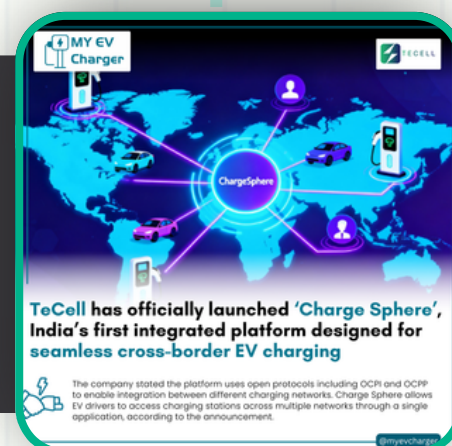 MY EV
Charger
TECELL
ChargeSphere
TeCell has officially launched ‘Charge Sphere’,
India’s first integrated platform designed for
seamless cross-border EV charging
The company stated the platform uses open protocols including OCPI and OCPP
to enable integration between different charging networks. Charge Sphere allows
EV drivers to access charging stations across multiple networks through a single
application, according to the announcement.
@myevcharger